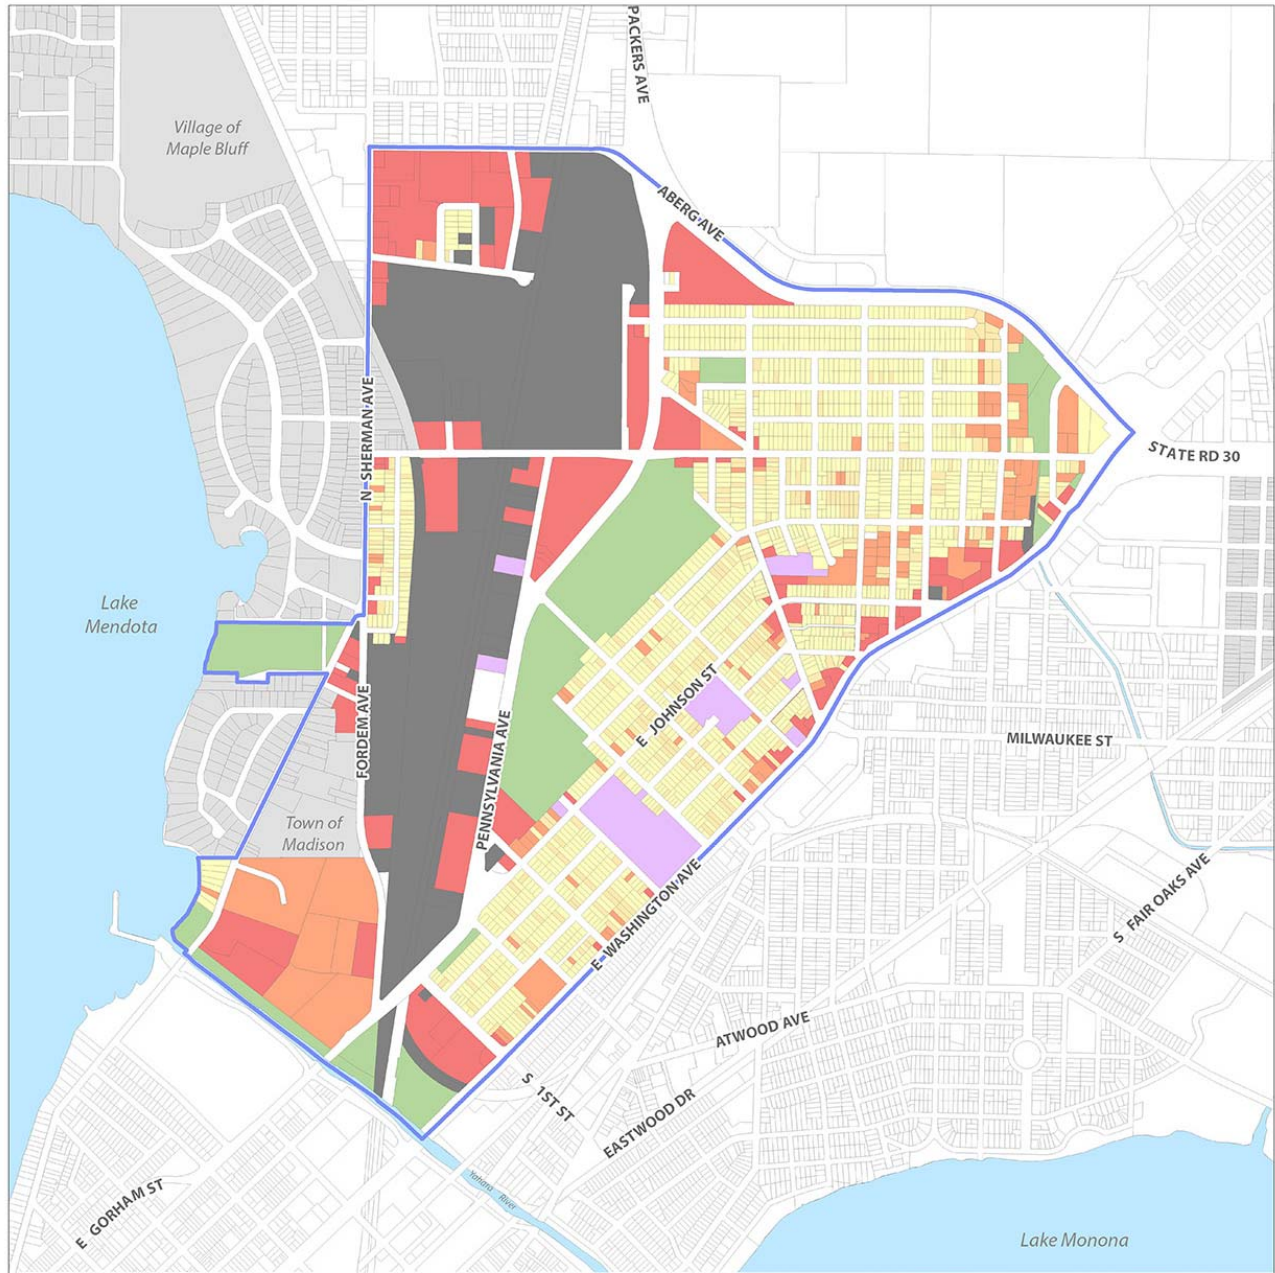 PACKERS AVE
Village of
Maple Bluff
ABERG AVE
N SHERMAN AVE
STATE RD 30
Lake
Mendota
E JOHNSON ST
FORDEM AVE
MILWAUKEE ST
PENNSYLVANIA AVE
Town of
Madison
E WASHINGTON AVE
S FAIR OAKS AVE
ATWOOD AVE
S 1ST ST
EASTWOOD DR
Yahara River
E GORHAM ST
Lake Monona